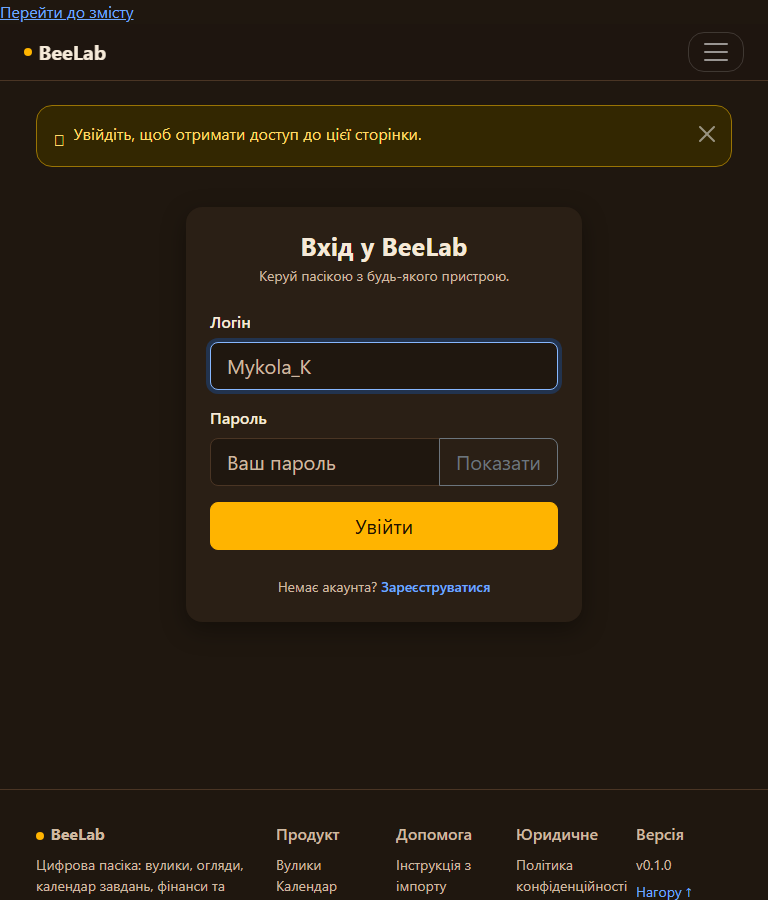 Перейти до змісту
BeeLab
Увійдіть, щоб отримати доступ до цієї сторінки.
Вхід у BeeLab
Керуй пасікою з будь-якого пристрою.
Логін
Mykola_K
Пароль
Ваш пароль
Показати
Увійти
Немає акаунта? Зареєструватися
BeeLab
Цифрова пасіка: вулики, огляди,
календар завдань, фінанси та
Продукт
Вулики
Календар
Допомога
Інструкція з
імпорту
Юридичне
Політика
конфіденційності
Версія
v0.1.0
Нагору ↑